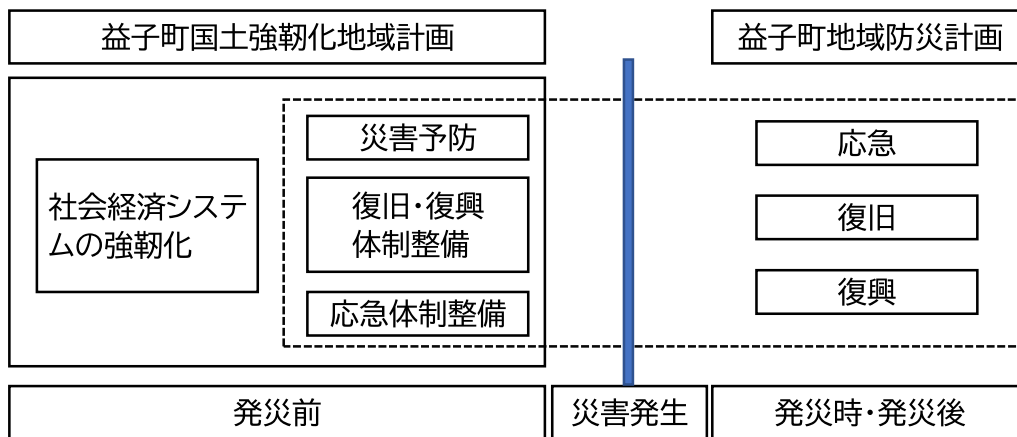 益子町国土強靭化地域計画
益子町地域防災計画
社会経済システ
ムの強靭化
災害予防
復旧・復興
体制整備
応急体制整備
応急
復旧
復興
発災前
災害発生
発災時・発災後